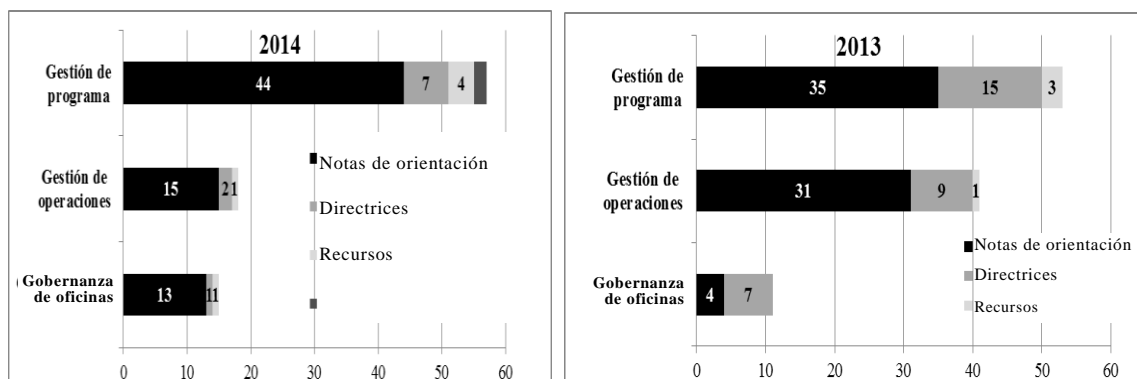 2014
Gestión de
programa
44 7 4
Gestión de
operaciones
15 2 1
Gobernanza
de oficinas
13 1 1
Notas de orientación
Directrices
Recursos
0 10 20 30 40 50 60
2013
Gestión de
programa
35 15 3
Gestión de
operaciones
31 9 1
Gobernanza
de oficinas
4 7
Notas de orientación
Directrices
Recursos
0 10 20 30 40 50 60